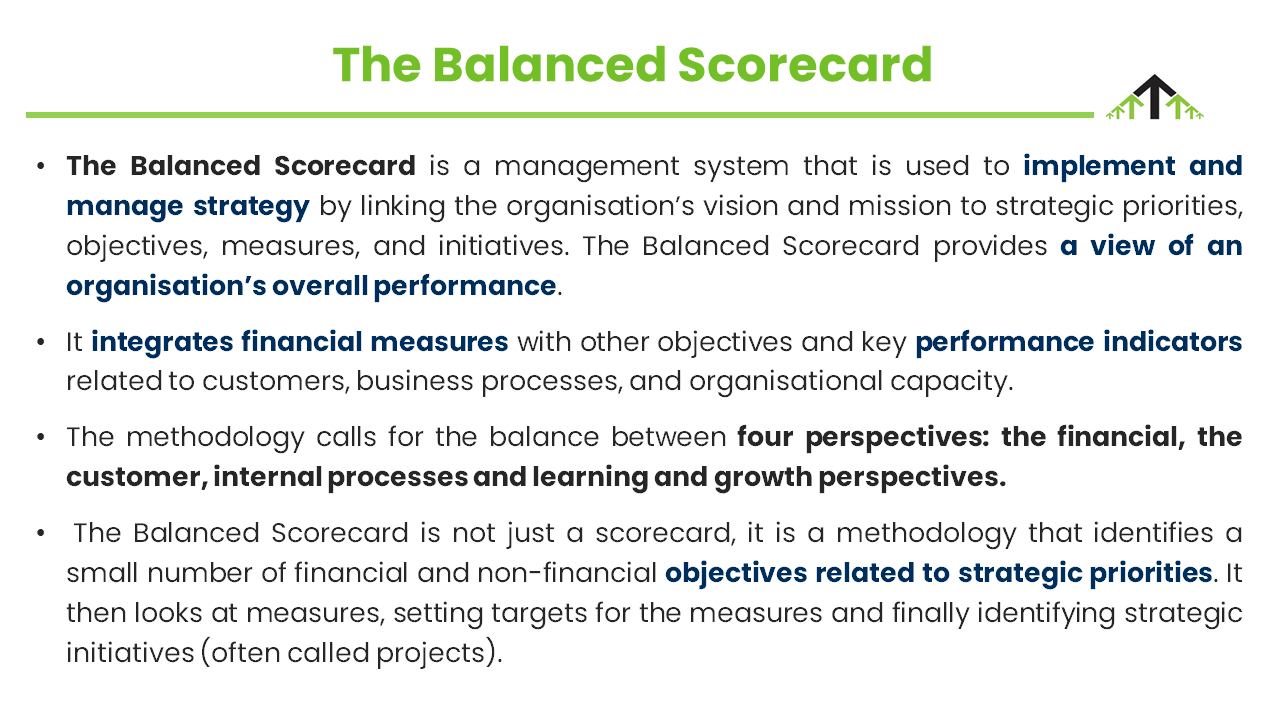 The Balanced Scorecard
• The Balanced Scorecard is a management system that is used to implement and
manage strategy by linking the organisation’s vision and mission to strategic priorities,
objectives, measures, and initiatives. The Balanced Scorecard provides a view of an
organisation’s overall performance.
• It integrates financial measures with other objectives and key performance indicators
related to customers, business processes, and organisational capacity.
• The methodology calls for the balance between four perspectives: the financial, the
customer, internal processes and learning and growth perspectives.
• The Balanced Scorecard is not just a scorecard, it is a methodology that identifies a
small number of financial and non-financial objectives related to strategic priorities. It
then looks at measures, setting targets for the measures and finally identifying strategic
initiatives (often called projects).